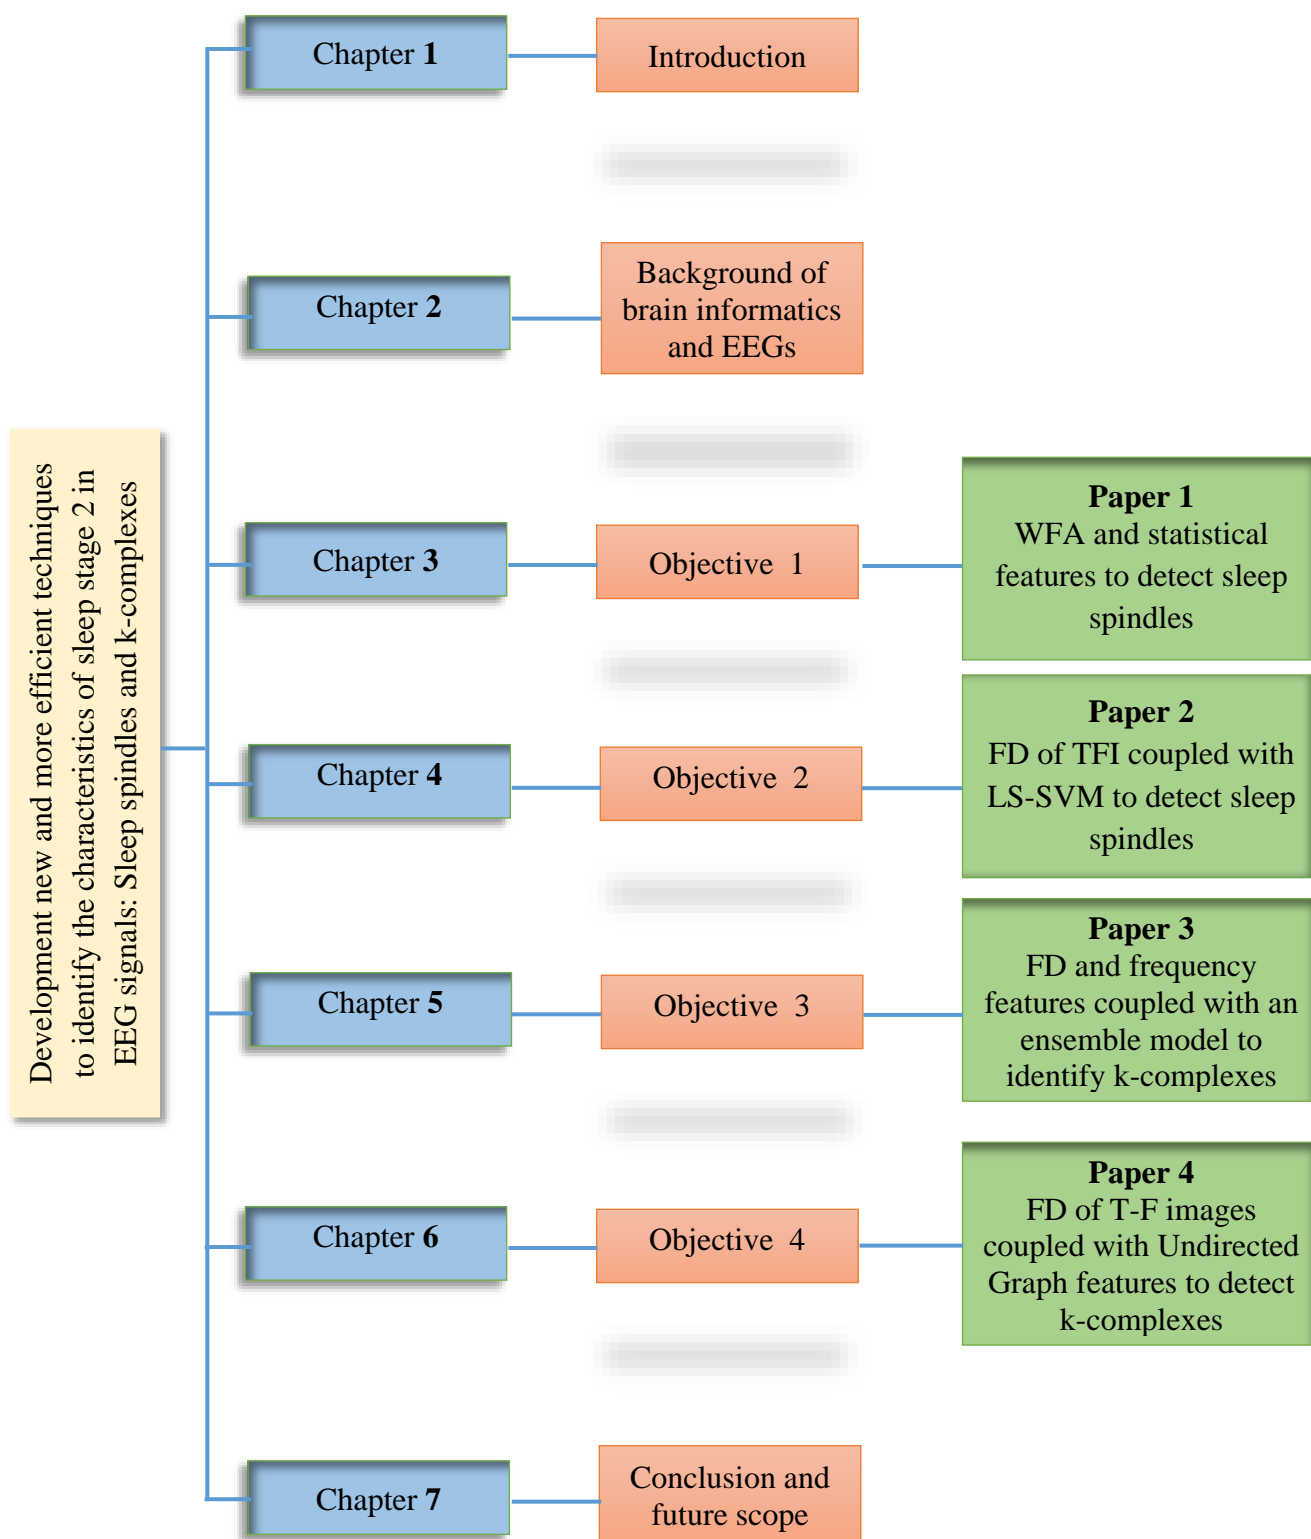 Development new and more efficient techniques
to identify the characteristics of sleep stage 2 in
EEG signals: Sleep spindles and k-complexes
Chapter 1
Introduction
Chapter 2
Background of
brain informatics
and EEGs
Chapter 3
Objective 1
Paper 1
WFA and statistical
features to detect sleep
spindles
Chapter 4
Objective 2
Paper 2
FD of TFI coupled with
LS-SVM to detect sleep
spindles
Chapter 5
Objective 3
Paper 3
FD and frequency
features coupled with an
ensemble model to
identify k-complexes
Chapter 6
Objective 4
Paper 4
FD of T-F images
coupled with Undirected
Graph features to detect
k-complexes
Chapter 7
Conclusion and
future scope